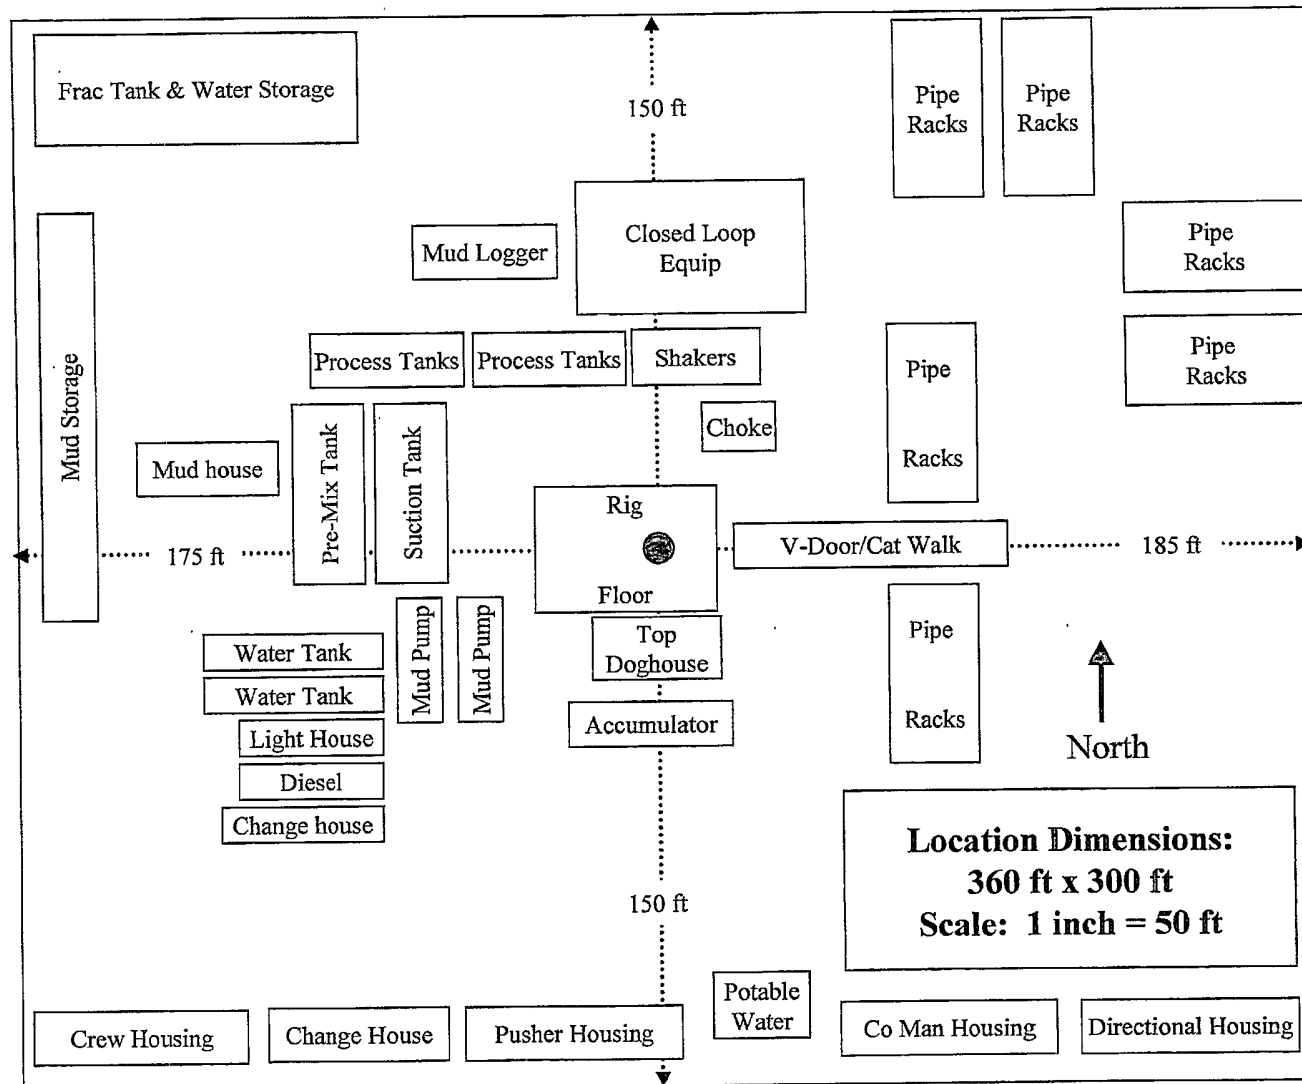 Frac Tank & Water Storage
150 ft
Pipe
Racks
Pipe
Racks
Mud Logger
Closed Loop
Equip
Pipe
Racks
Process Tanks
Process Tanks
Shakers
Pipe
Racks
Pipe
Racks
Mud Storage
Mud house
Pre-Mix Tank
Suction Tank
Choke
Rig
Floor
175 ft
V-Door/Cat Walk
185 ft
Water Tank
Water Tank
Light House
Diesel
Change house
Mud Pump
Mud Pump
Top
Doghouse
Accumulator
Pipe
Racks
North
150 ft
Location Dimensions:
360 ft x 300 ft
Scale: 1 inch = 50 ft
Crew Housing
Change House
Pusher Housing
Potable
Water
Co Man Housing
Directional Housing